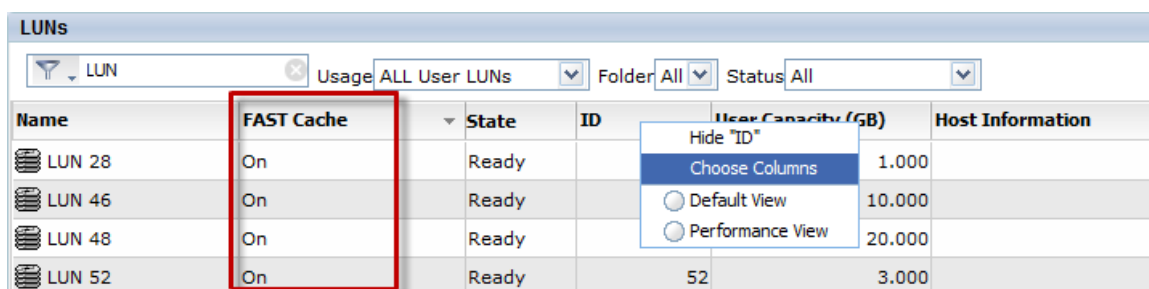 LUNs
LUN Usage ALL User LUNs Folder All Status All
Name FAST Cache State ID User Capacity (GB) Host Information
Hide "ID"
LUN 28 On Ready 1.000
Choose Columns
LUN 46 On Ready 10.000
Default View
LUN 48 On Ready 20.000
Performance View
LUN 52 On Ready 52 3.000